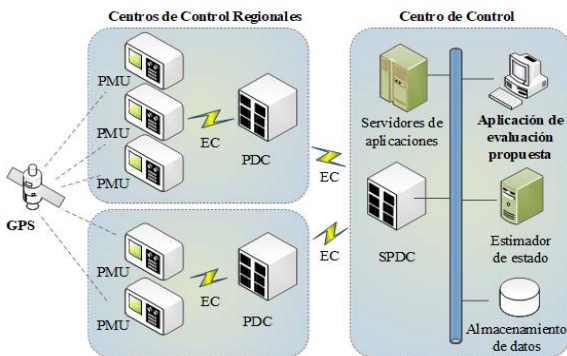 Centros de Control Regionales
Centro de Control
PMU
PMU
PMU
EC
PDC
EC
GPS
PMU
PMU
EC
PDC
EC
Servidores de
aplicaciones
Aplicación de
evaluación
propuesta
SPDC
Estimador
de estado
Almacenamiento
de datos